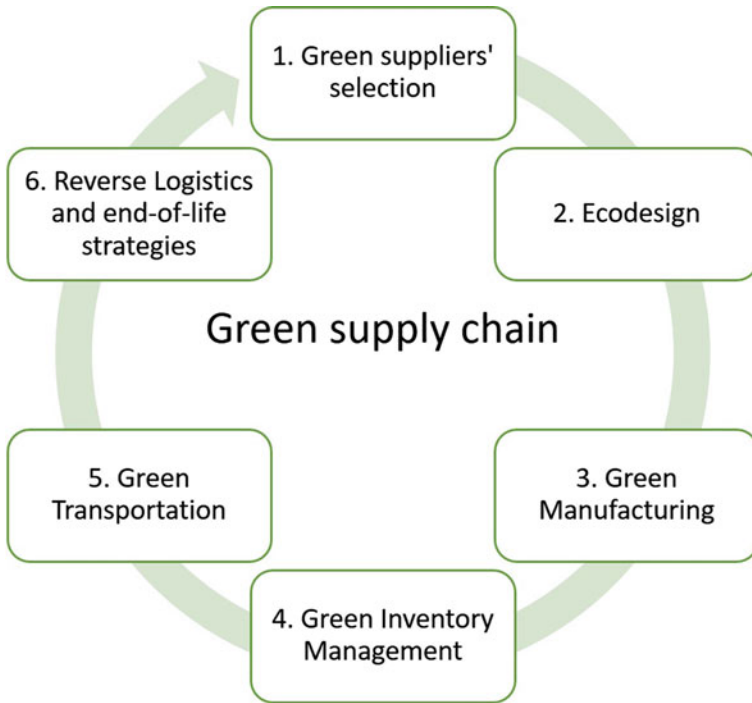 1. Green suppliers'
selection
2. Ecodesign
3. Green
Manufacturing
4. Green Inventory
Management
5. Green
Transportation
6. Reverse Logistics
and end-of-life
strategies
Green supply chain